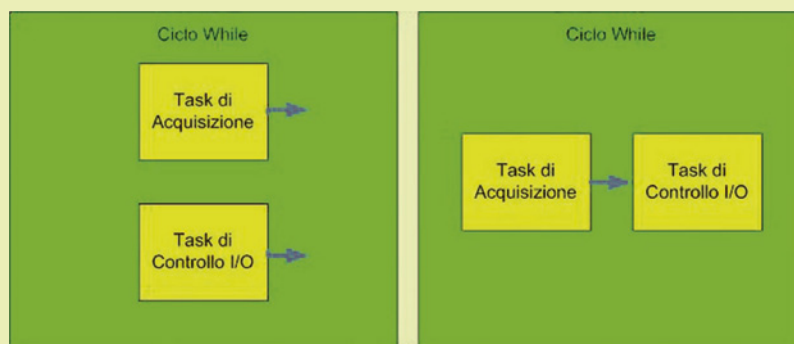 Ciclo While
Task di
Acquisizione
Task di
Controllo I/O
Ciclo While
Task di
Acquisizione
Task di
Controllo I/O